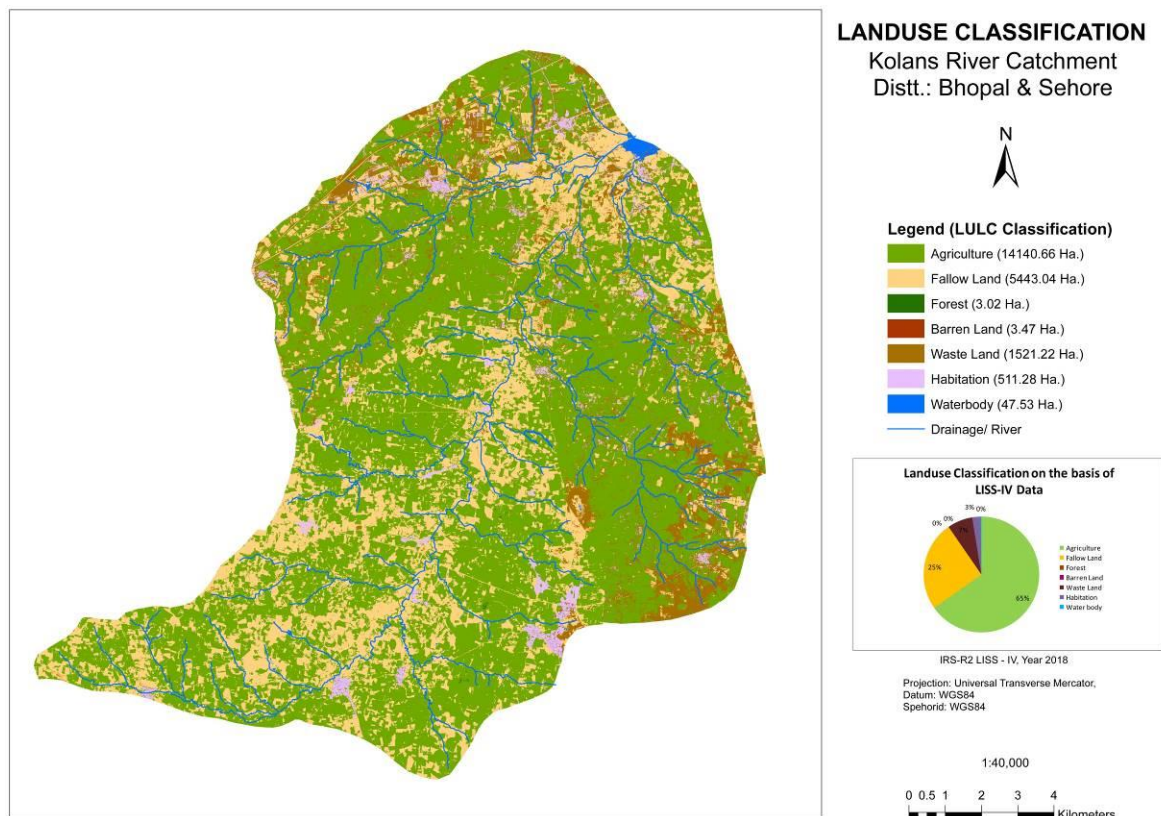 LANDUSE CLASSIFICATION
Kolans River Catchment
Distt.: Bhopal & Sehore
N
Legend (LULC Classification)
Agriculture (14140.66 Ha.)
Fallow Land (5443.04 Ha.)
Forest (3.02 Ha.)
Barren Land (3.47 Ha.)
Waste Land (1521.22 Ha.)
Habitation (511.28 Ha.)
Waterbody (47.53 Ha.)
Drainage/ River
Landuse Classification on the basis of
LISS-IV Data
0% 0% 3% 0%
7%
25%
65%
Agriculture
Fallow Land
Forest
Barren Land
Waste Land
Habitation
Water body
IRS-R2 LISS - IV, Year 2018
Projection: Universal Transverse Mercator,
Datum: WGS84
Spehorid: WGS84
1:40,000
0 0.5 1 2 3 4
Kilometers